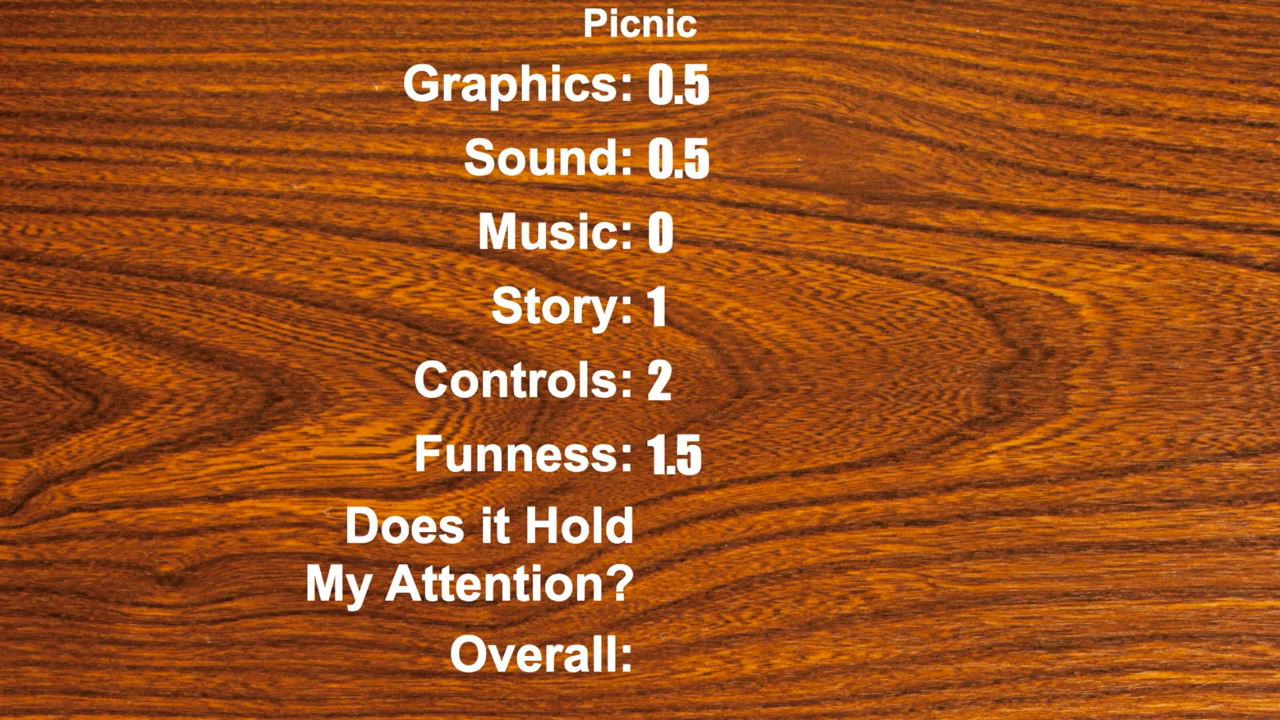 Picnic
Graphics: 0.5
Sound: 0.5
Music: 0
Story: 1
Controls: 2
Funness: 1.5
Does it Hold
My Attention?
Overall: